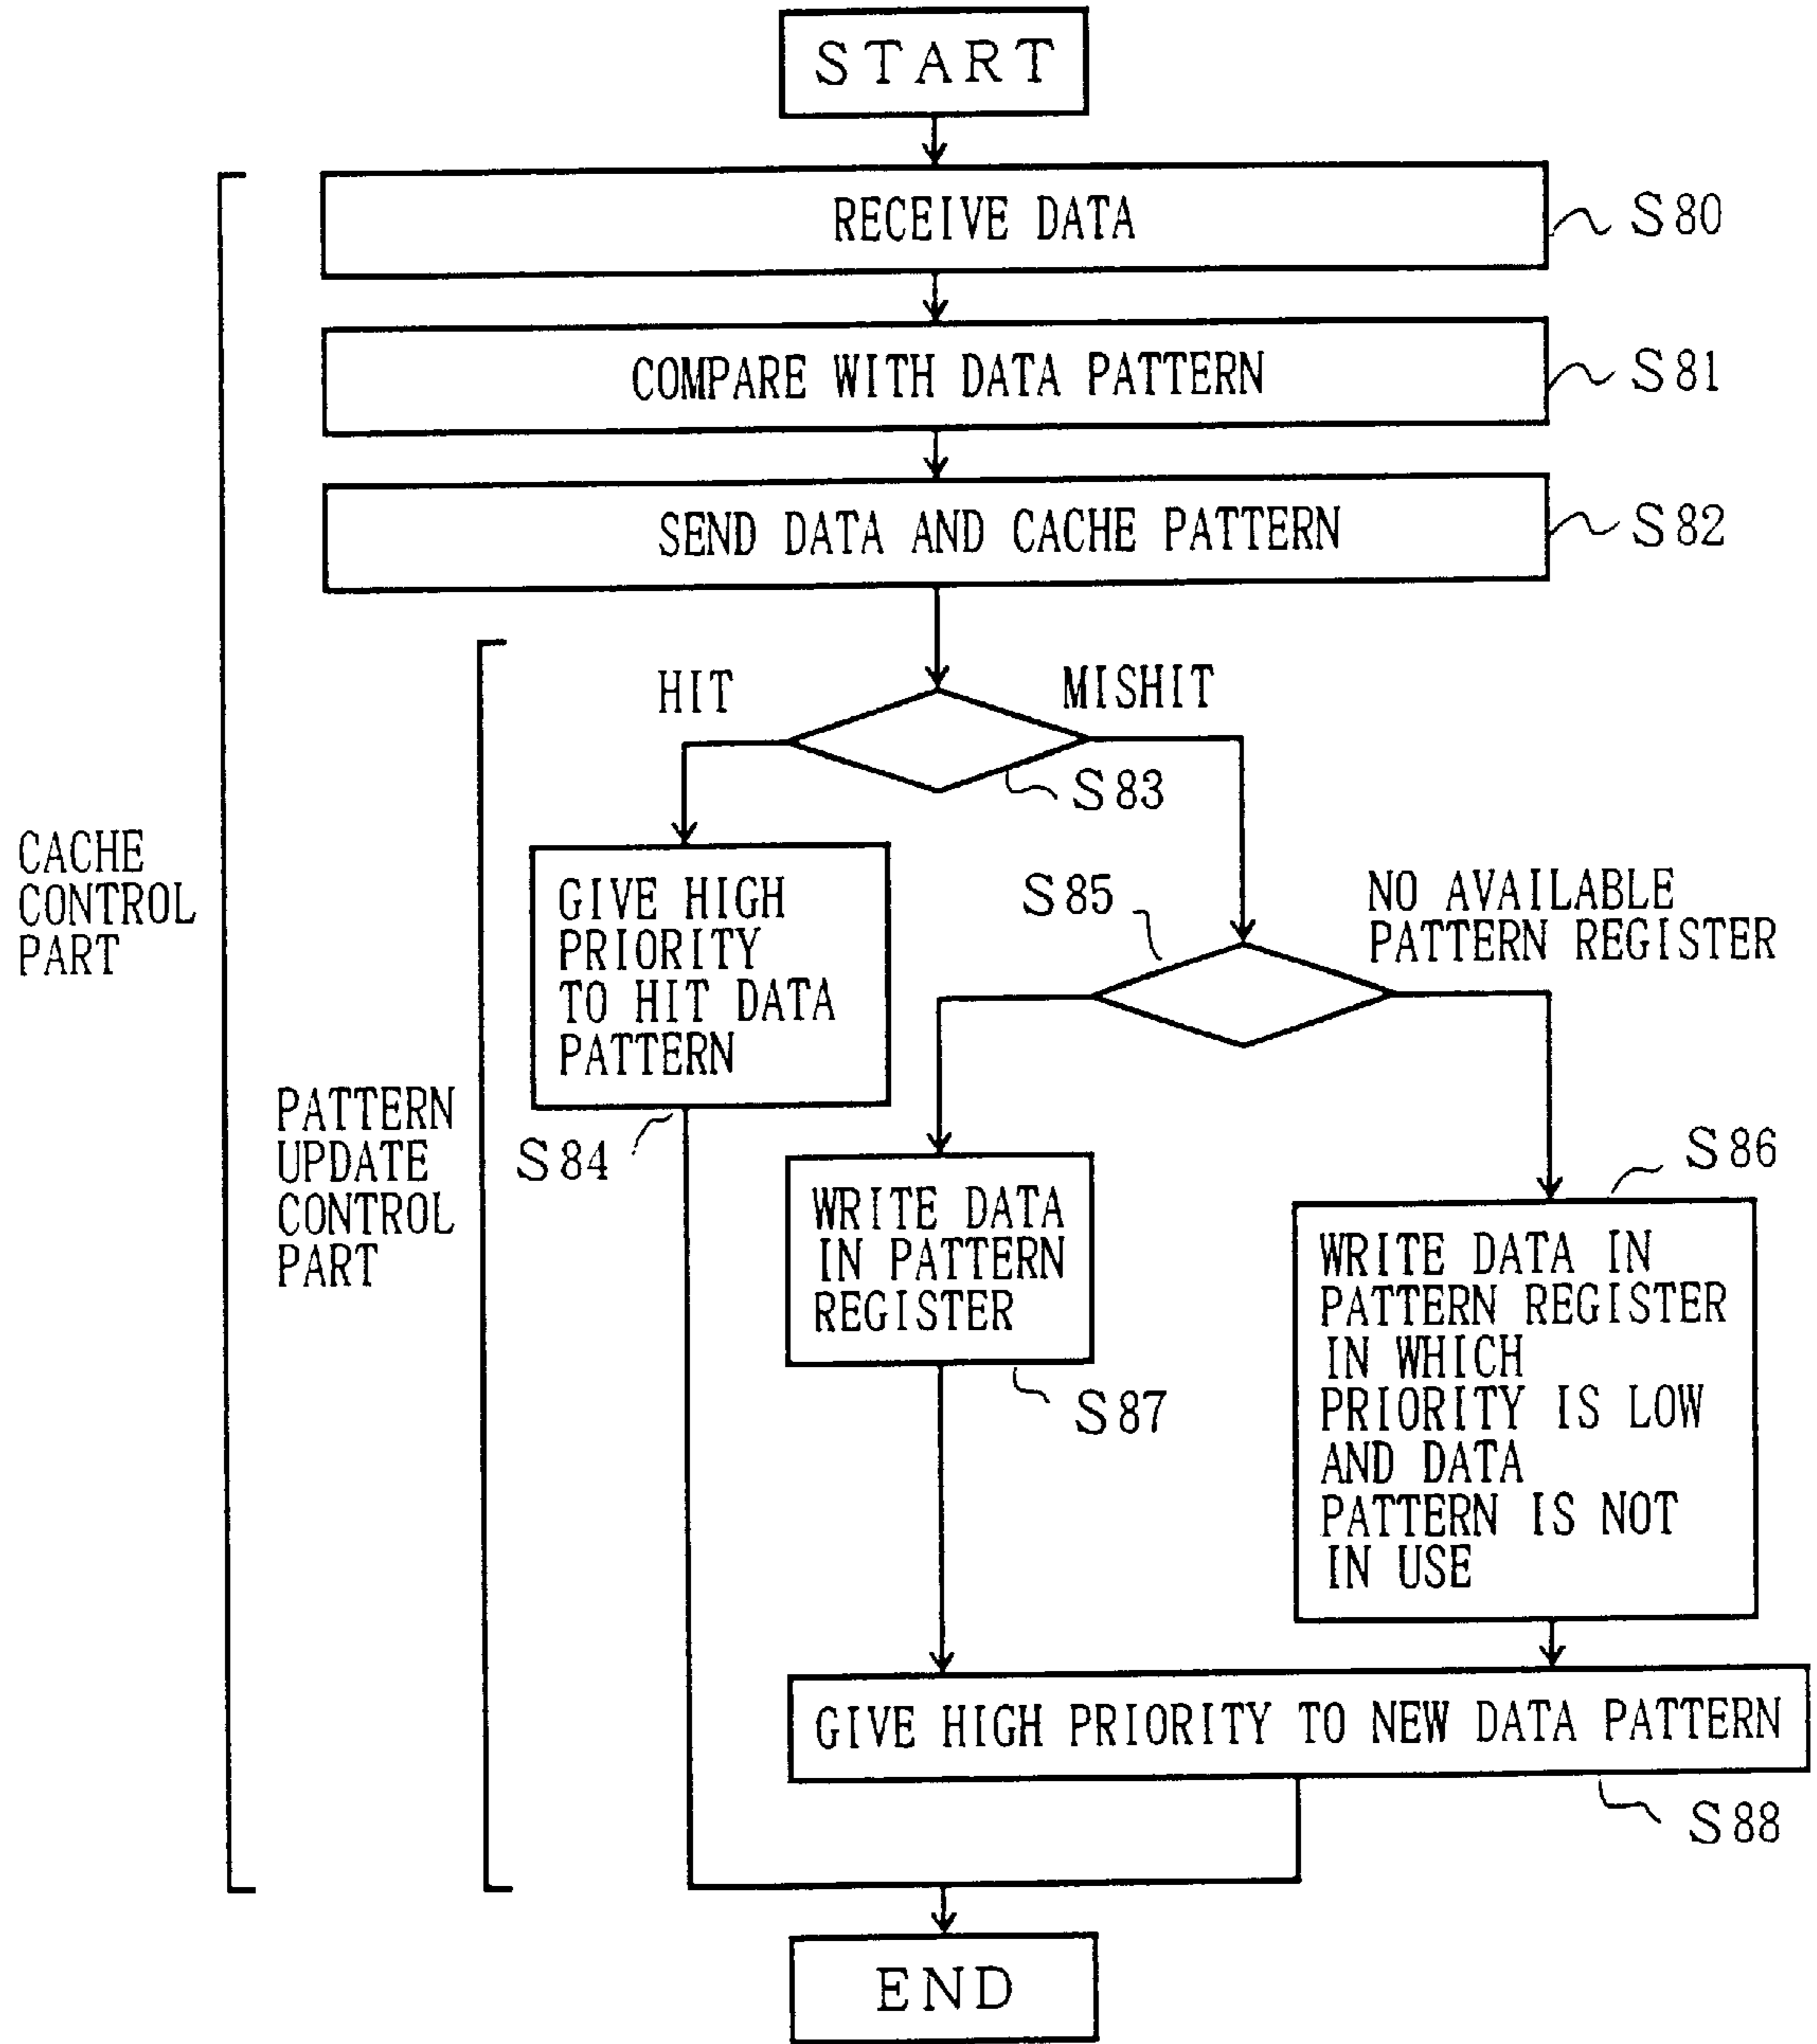 START
RECEIVE DATA
S80
COMPARE WITH DATA PATTERN
S81
SEND DATA AND CACHE PATTERN
S82
HIT
MISHIT
S83
CACHE
CONTROL
PART
PATTERN
UPDATE
CONTROL
PART
GIVE HIGH
PRIORITY
TO HIT DATA
PATTERN
S84
S85
NO AVAILABLE
PATTERN REGISTER
WRITE DATA
IN PATTERN
REGISTER
S87
S86
WRITE DATA IN
PATTERN REGISTER
IN WHICH
PRIORITY IS LOW
AND DATA
PATTERN IS NOT
IN USE
GIVE HIGH PRIORITY TO NEW DATA PATTERN
S88
END